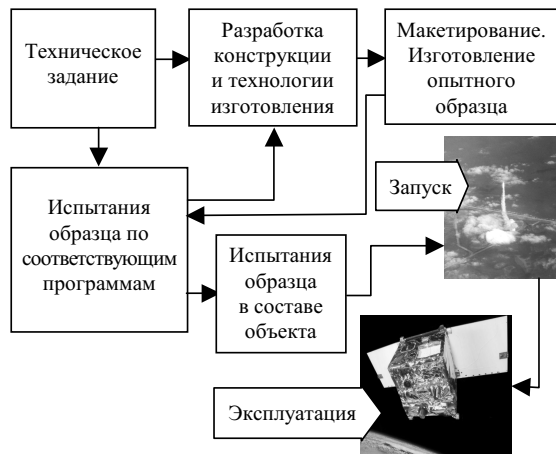 Техническое
задание
Разработка
конструкции
и технологии
изготовления
Макетирование.
Изготовление
опытного
образца
Запуск
Испытания
образца по
соответствующим
программам
Испытания
образца
в составе
объекта
Эксплуатация